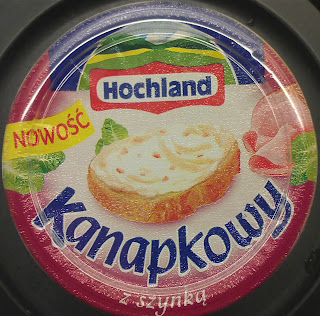 Hochland
NOWOŚĆ
Kanapkowy
z szynką